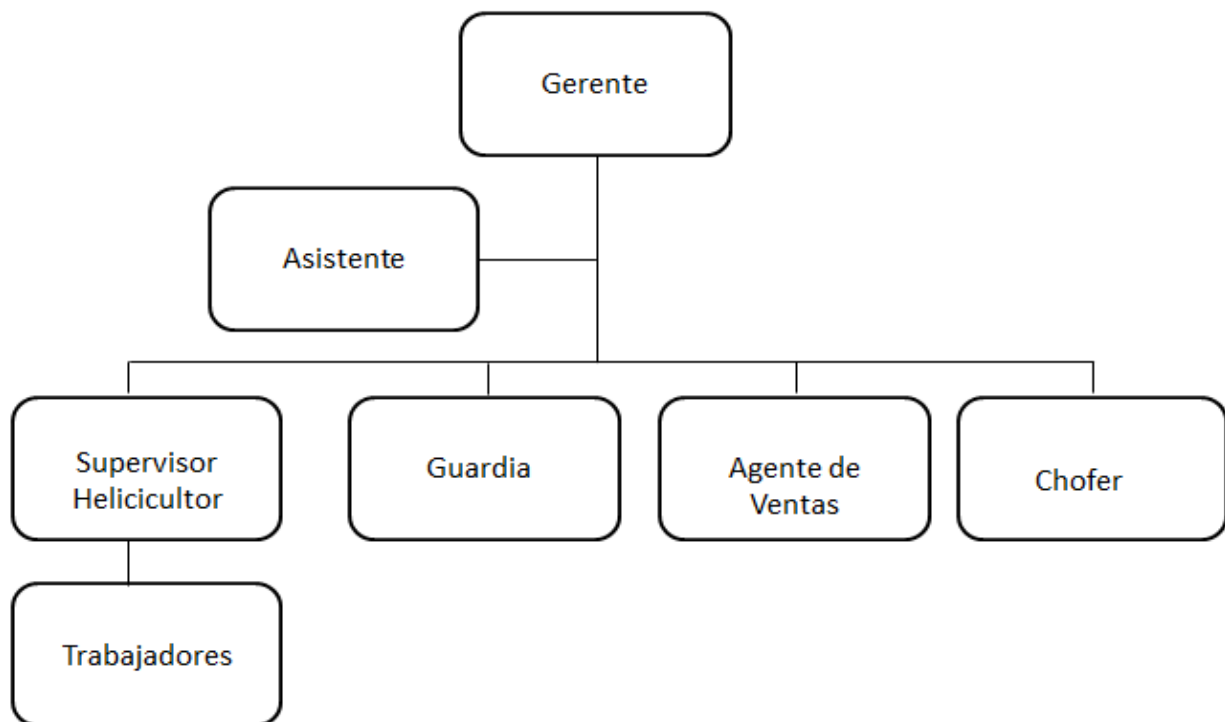 Gerente
Asistente
Supervisor
Helicicultor
Guardia
Agente de
Ventas
Chofer
Trabajadores